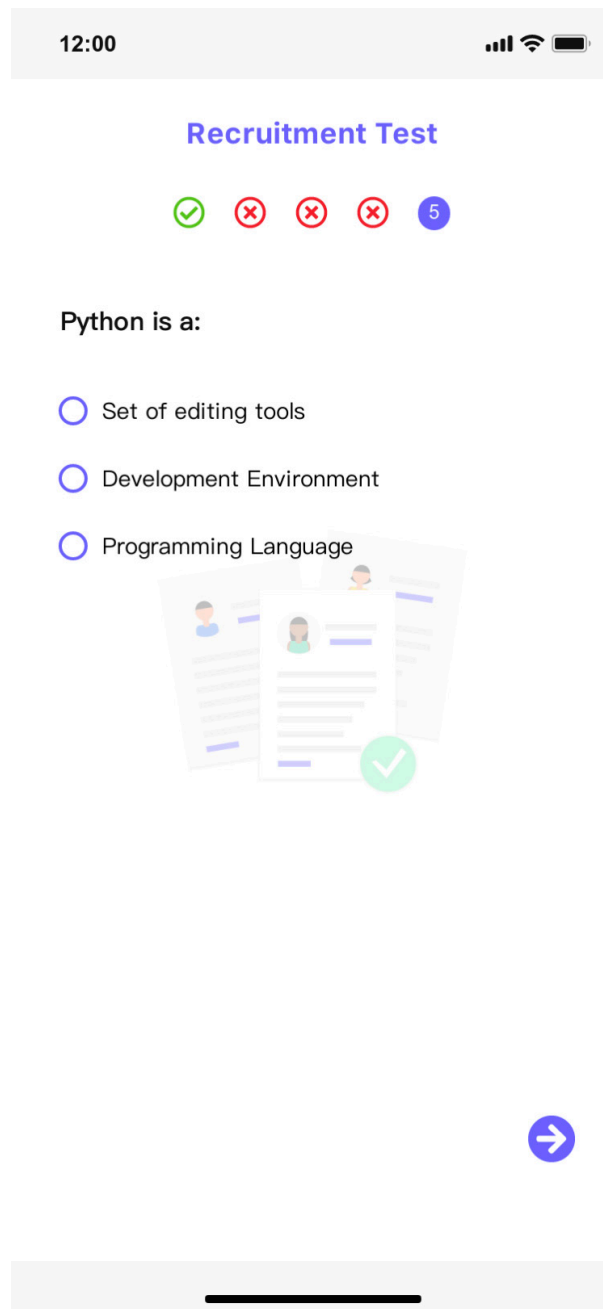 12:00
Recruitment Test
5
Python is a:
Set of editing tools
Development Environment
Programming Language